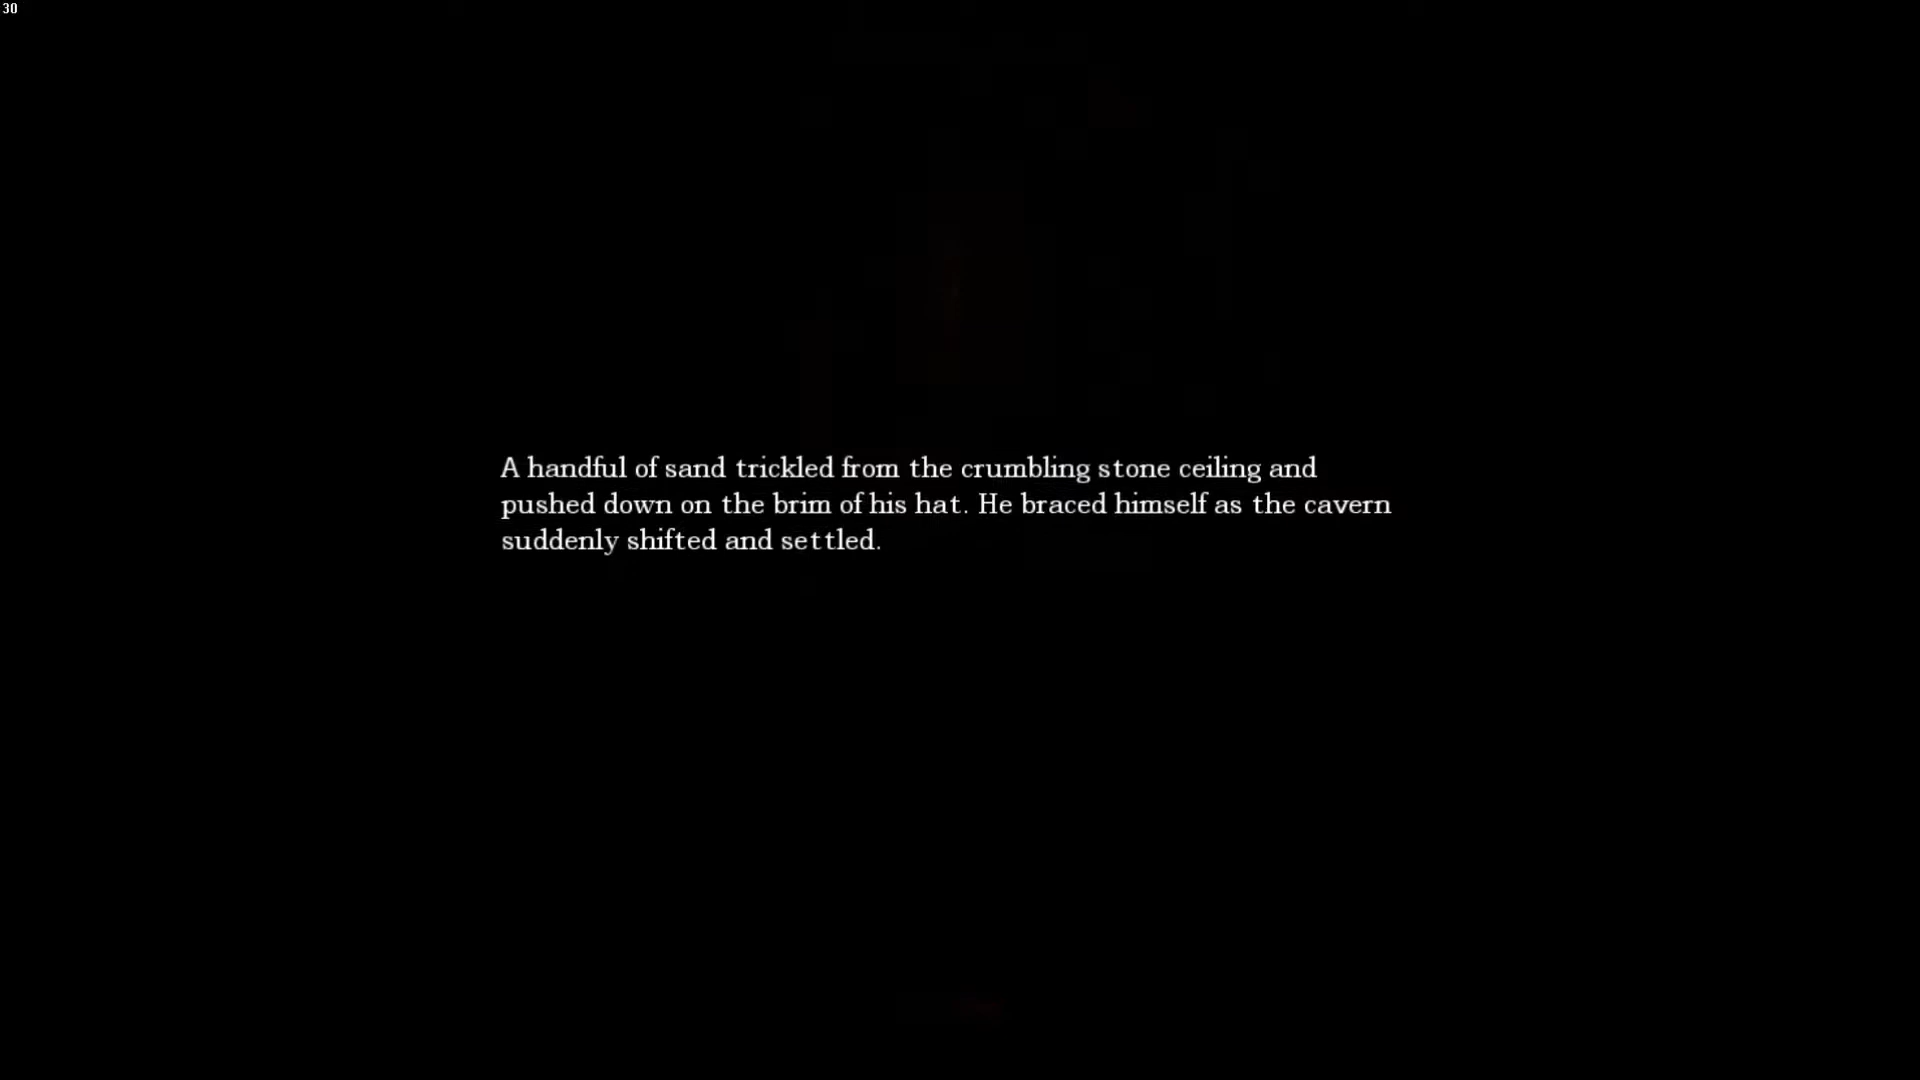 30
A handful of sand trickled from the crumbling stone ceiling and
pushed down on the brim of his hat. He braced himself as the cavern
suddenly shifted and settled.